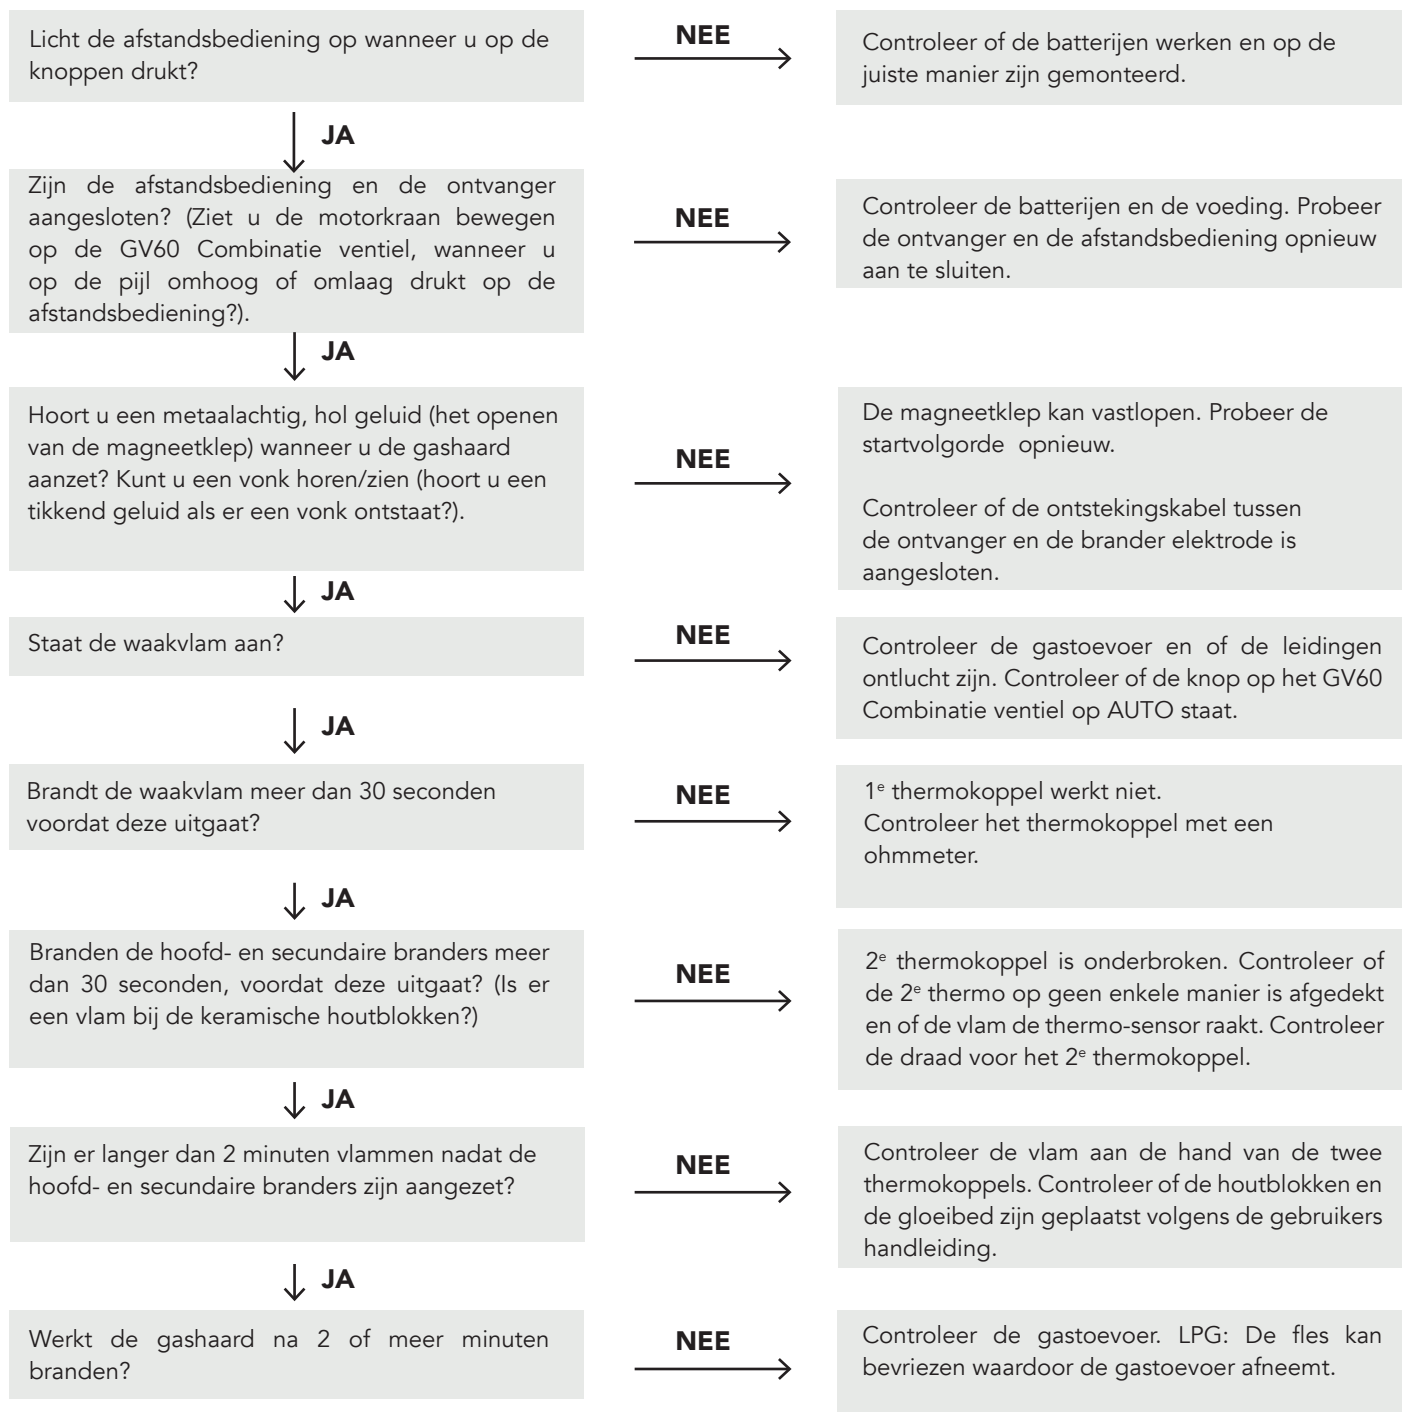 Licht de afstandsbediening op wanneer u op de
knoppen drukt?
NEE
Controleer of de batterijen werken en op de
juiste manier zijn gemonteerd.
JA
Zijn de afstandsbediening en de ontvanger
aangesloten? (Ziet u de motorkraan bewegen
op de GV60 Combinatie ventiel, wanneer u
op de pijl omhoog of omlaag drukt op de
afstandsbediening?).
NEE
Controleer de batterijen en de voeding. Probeer
de ontvanger en de afstandsbediening opnieuw
aan te sluiten.
JA
Hoort u een metaalachtig, hol geluid (het openen
van de magneetklep) wanneer u de gashaard
aanzet? Kunt u een vonk horen/zien (hoort u een
tikkend geluid als er een vonk ontstaat?).
NEE
De magneetklep kan vastlopen. Probeer de
startvolgorde opnieuw.
Controleer of de ontstekingskabel tussen
de ontvanger en de brander elektrode is
aangesloten.
JA
Staat de waakvlam aan?
NEE
Controleer de gastoevoer en of de leidingen
ontlucht zijn. Controleer of de knop op het GV60
Combinatie ventiel op AUTO staat.
JA
Brandt de waakvlam meer dan 30 seconden
voordat deze uitgaat?
NEE
1e thermokoppel werkt niet.
Controleer het thermokoppel met een
ohmmeter.
JA
Branden de hoofd- en secundaire branders meer
dan 30 seconden, voordat deze uitgaat? (Is er
een vlam bij de keramische houtblokken?)
NEE
2e thermokoppel is onderbroken. Controleer of
de 2e thermo op geen enkele manier is afgedekt
en of de vlam de thermo-sensor raakt. Controleer
de draad voor het 2e thermokoppel.
JA
Zijn er langer dan 2 minuten vlammen nadat de
hoofd- en secundaire branders zijn aangezet?
NEE
Controleer de vlam aan de hand van de twee
thermokoppels. Controleer of de houtblokken en
de gloeibed zijn geplaatst volgens de gebruikers
handleiding.
JA
Werkt de gashaard na 2 of meer minuten
branden?
NEE
Controleer de gastoevoer. LPG: De fles kan
bevriezen waardoor de gastoevoer afneemt.